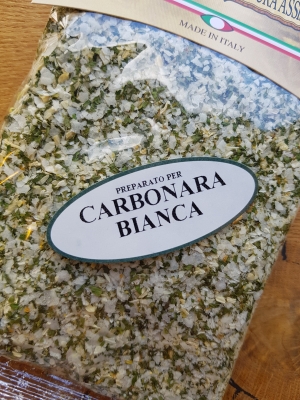 MADE IN ITALY
PREPARATO PER
CARBONARA
BIANCA